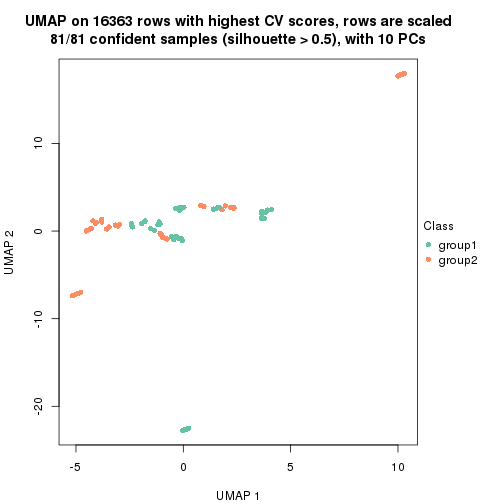 UMAP on 16363 rows with highest CV scores, rows are scaled
81/81 confident samples (silhouette > 0.5), with 10 PCs
10
0
-10
-20
UMAP 2
-5
0
5
10
UMAP 1
Class
group1
group2